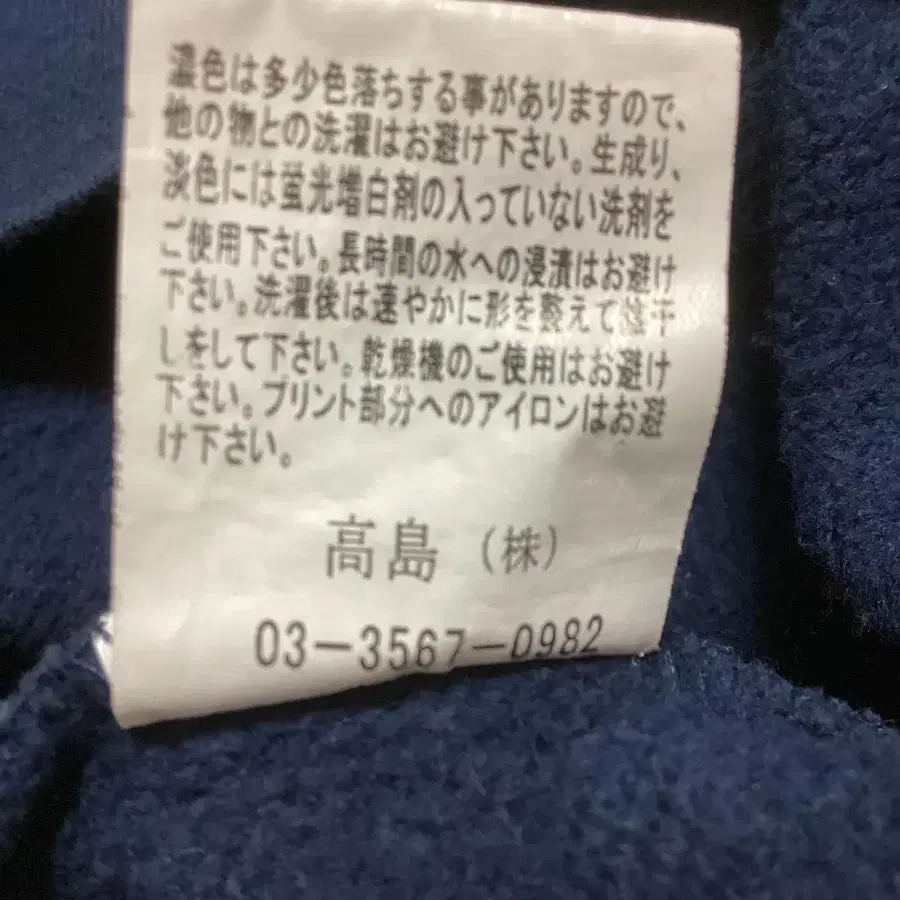 濃色は多少色落ちする事がありますので、
他の物との洗濯はお避け下さい。生成り、
淡色には蛍光増白剤の入っていない洗剤を
ご使用下さい。長時間の水への浸漬はお避け
下さい。洗濯後は速やかに形を整えて陰干
しをして下さい。乾燥機のご使用はお避け
下さい。プリント部分へのアイロンはお避
け下さい。
高島（株）
03-3567-0982